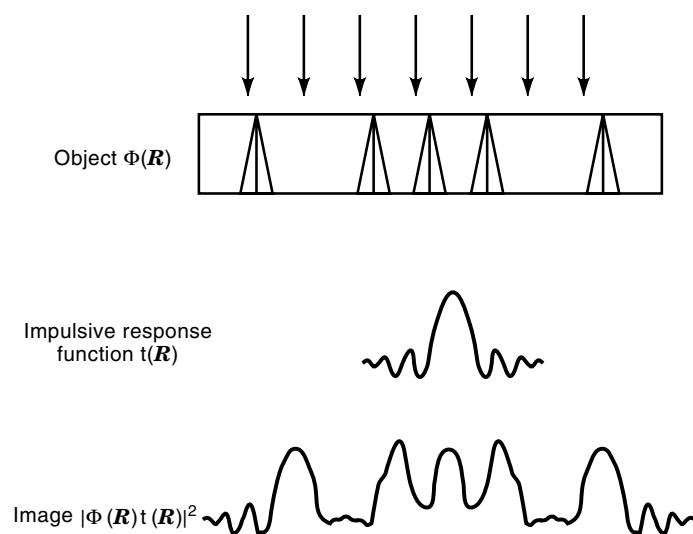 Object Φ(R)
Impulsive response
function t(R)
Image |Φ(R)t(R)|²